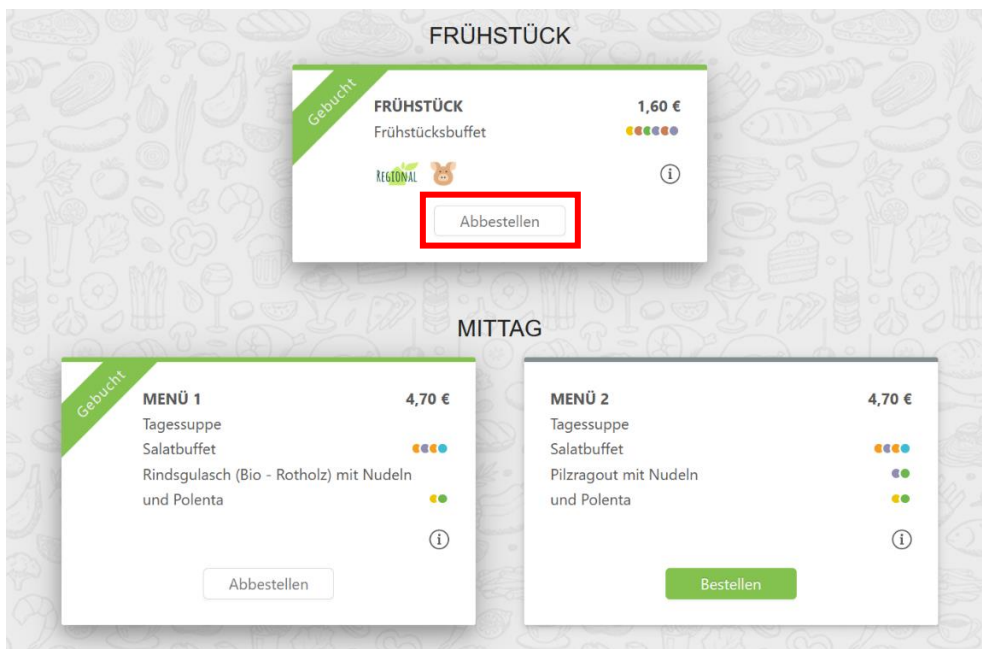 FRÜHSTÜCK
Gebucht
FRÜHSTÜCK 1,60 €
Frühstücksbuffet
REGIONAL
Abbestellen
MITTAG
Gebucht
MENÜ 1 4,70 €
Tagessuppe
Salatbuffet
Rindsgulasch (Bio - Rotholz) mit Nudeln
und Polenta
Abbestellen
MENÜ 2 4,70 €
Tagessuppe
Salatbuffet
Pilzragout mit Nudeln
und Polenta
Bestellen